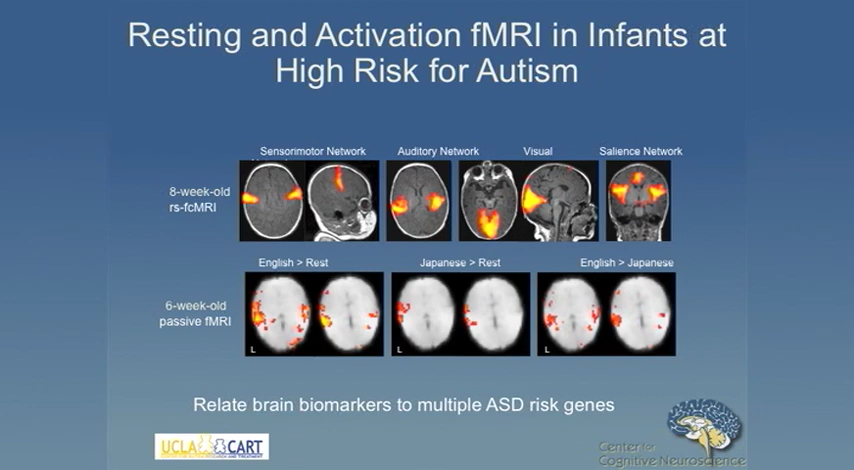 Resting and Activation fMRI in Infants at
High Risk for Autism
Sensorimotor Network
Auditory Network
Visual
Salience Network
8-week-old
rs-fcMRI
English > Rest
Japanese > Rest
English > Japanese
6-week-old
passive fMRI
L
L
L
Relate brain biomarkers to multiple ASD risk genes
UCLA CART
Center for
Cognitive Neuroscience